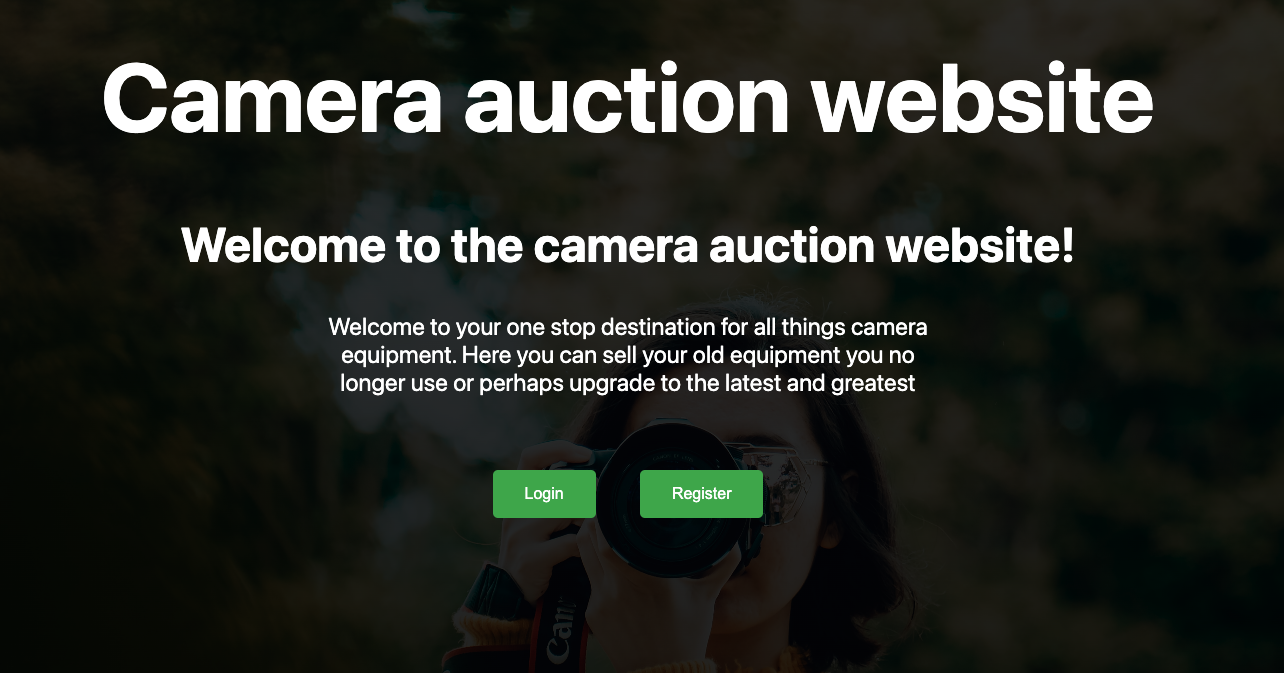 Camera auction website
Welcome to the camera auction website!
Welcome to your one stop destination for all things camera
equipment. Here you can sell your old equipment you no
longer use or perhaps upgrade to the latest and greatest
Login
Register
Can